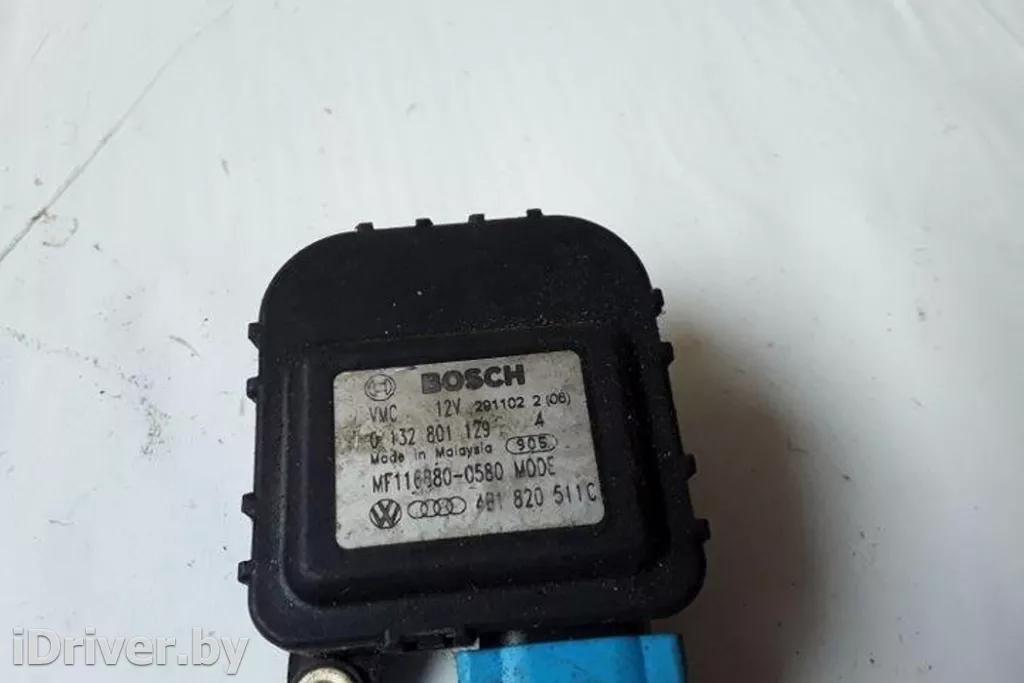 BOSCH
VMC 12V 291102 2 (06)
0 132 801 129 4
Made in Malaysia 905
MF116880-0580 MODE
4B1 820 511C
iDriver.by